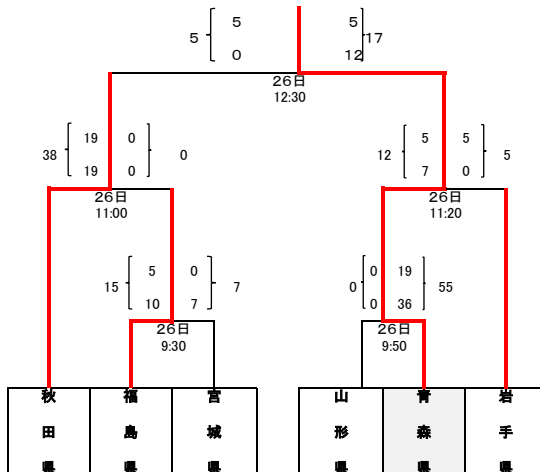 5 5 0 5 12 17
26日
12:30
38 19 0 0
19 0
12 5 5 5
7 0
26日
11:00
26日
11:20
15 5 0 7
10 7
0 0 19 55
0 36
26日
9:30
26日
9:50
秋田県
福島県
宮城県
山形県
青森県
岩手県